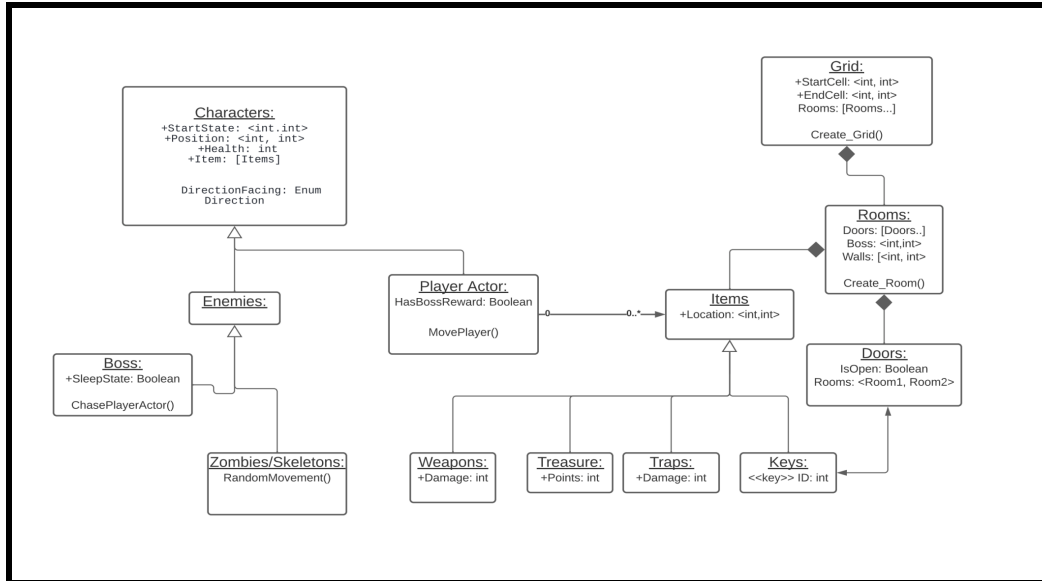 Grid:
+StartCell: <int, int>
+EndCell: <int, int>
Rooms: [Rooms...]
Create_Grid()
Characters:
+StartState: <int.int>
+Position: <int, int>
+Health: int
+Item: [Items]
DirectionFacing: Enum
Direction
Rooms:
Doors: [Doors..]
Boss: <int,int>
Walls: [<int, int>
Create_Room()
Enemies:
Player Actor:
HasBossReward: Boolean
MovePlayer()
0
0..*
Items
+Location: <int,int>
Boss:
+SleepState: Boolean
ChasePlayerActor()
Doors:
IsOpen: Boolean
Rooms: <Room1, Room2>
Zombies/Skeletons:
RandomMovement()
Weapons:
+Damage: int
Treasure:
+Points: int
Traps:
+Damage: int
Keys:
<<key>> ID: int